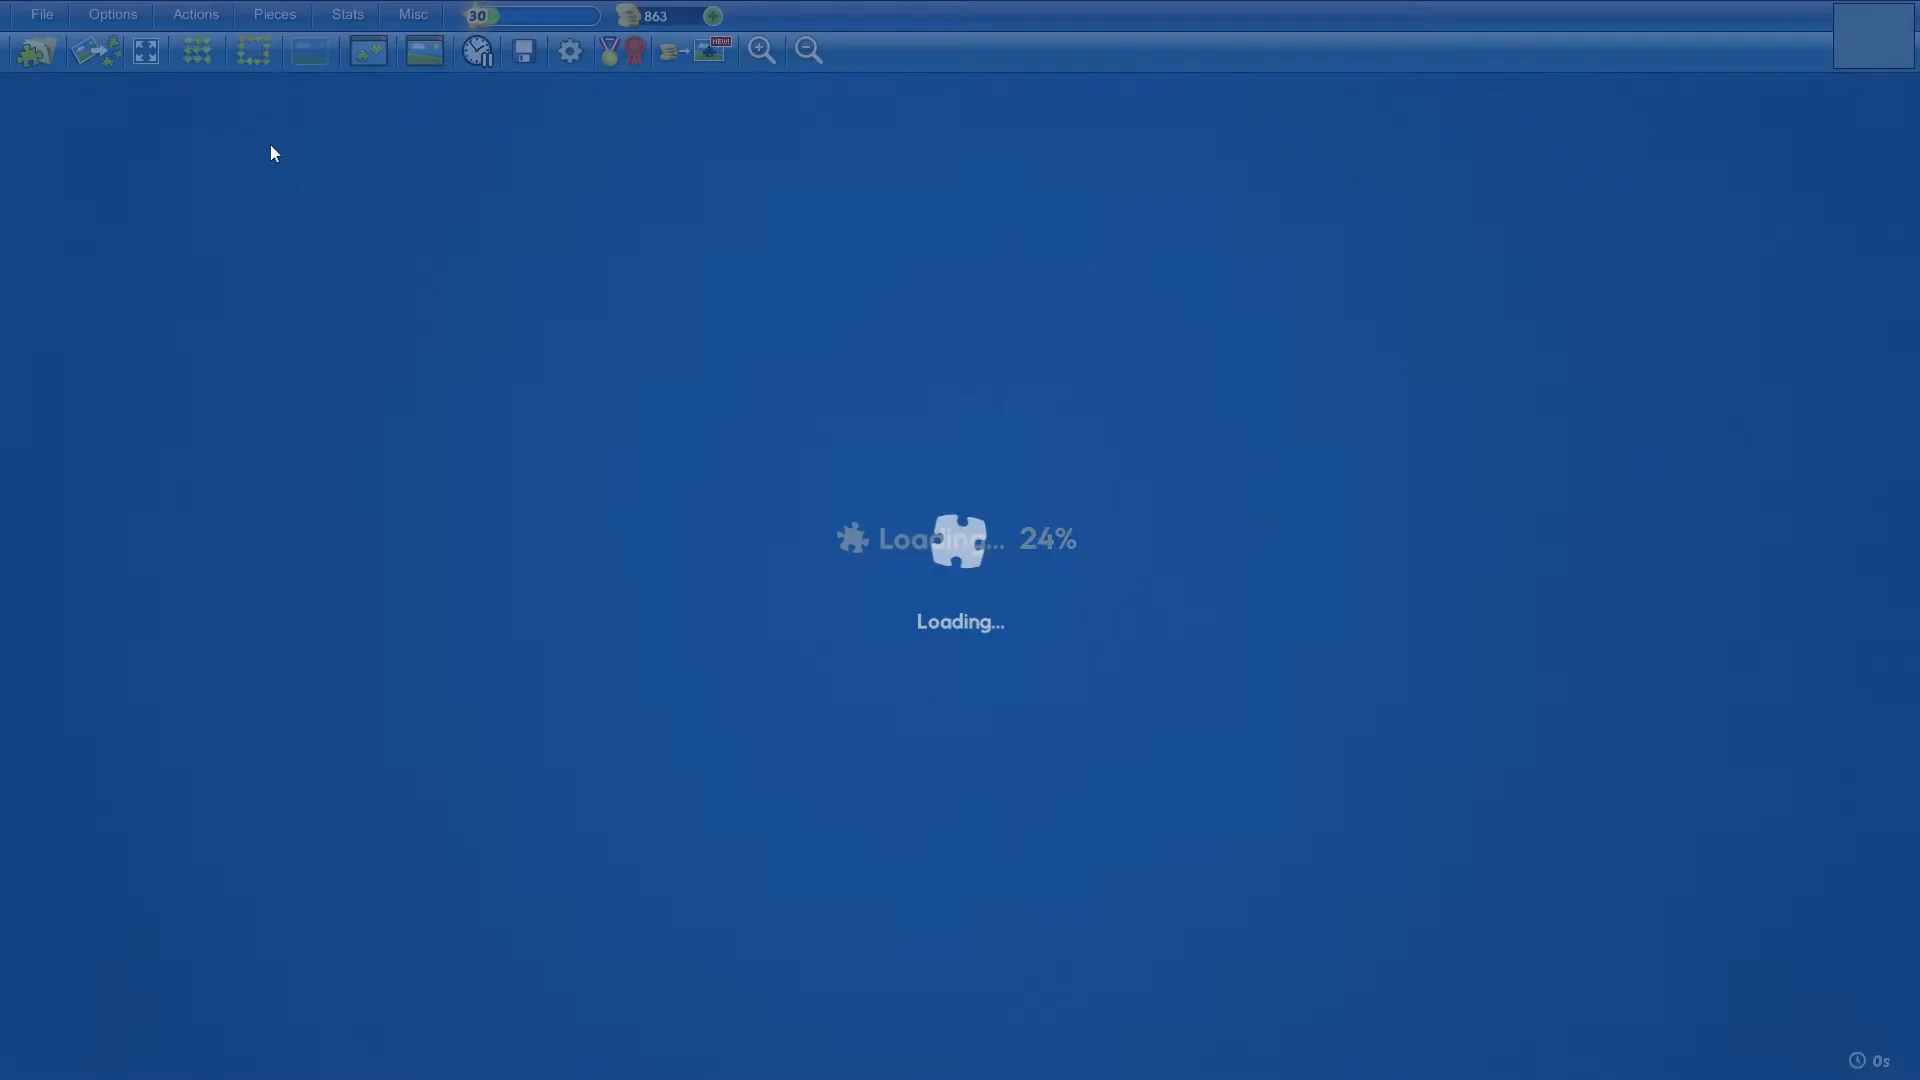 File Options Actions Pieces Stats Misc 30 863
NEW!
Loading... 24%
Loading...
0s